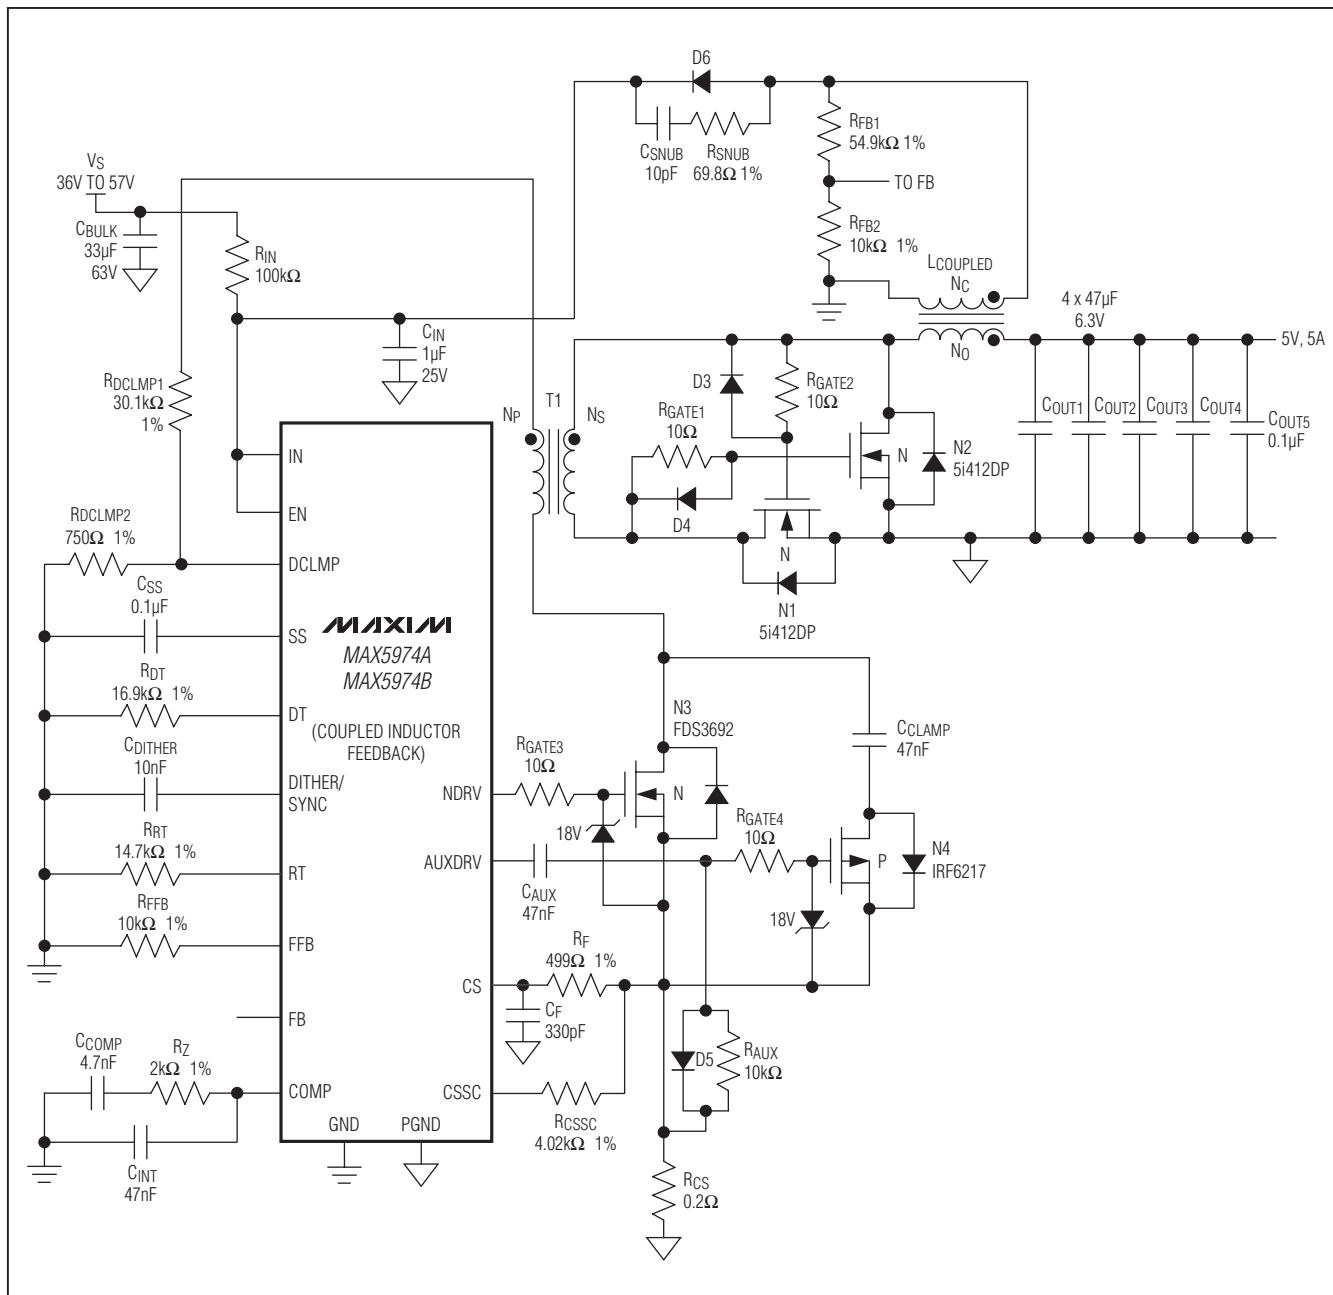 D6
CSNUB
10pF
RSNUB
69.8Ω 1%
RFB1
54.9kΩ 1%
TO FB
RFB2
10kΩ 1%
VS
36V TO 57V
CBULK
33µF
63V
RIN
100kΩ
LCOUPLED
NC
NO
4 x 47µF
6.3V
5V, 5A
CIN
1µF
25V
RDCLMP1
30.1kΩ
1%
NP
T1
NS
D3
RGATE2
10Ω
RGATE1
10Ω
D4
N
N2
5i412DP
N
N1
5i412DP
COUT1
COUT2
COUT3
COUT4
COUT5
0.1µF
RDCLMP2
750Ω 1%
CSS
0.1µF
RDT
16.9kΩ 1%
CDITHER
10nF
RRT
14.7kΩ 1%
RFFB
10kΩ 1%
CCOMP
4.7nF
RZ
2kΩ 1%
CINT
47nF
IN
EN
DCLMP
SS
DT
DITHER/
SYNC
RT
FFB
FB
COMP
MAXIM
MAX5974A
MAX5974B
(COUPLED INDUCTOR
FEEDBACK)
NDRV
AUXDRV
CS
CSSC
GND
PGND
RGATE3
10Ω
N3
FDS3692
N
18V
CCLAMP
47nF
CAUX
47nF
RGATE4
10Ω
P
N4
IRF6217
18V
RF
499Ω 1%
CF
330pF
D5
RAUX
10kΩ
RCSSC
4.02kΩ 1%
RCS
0.2Ω